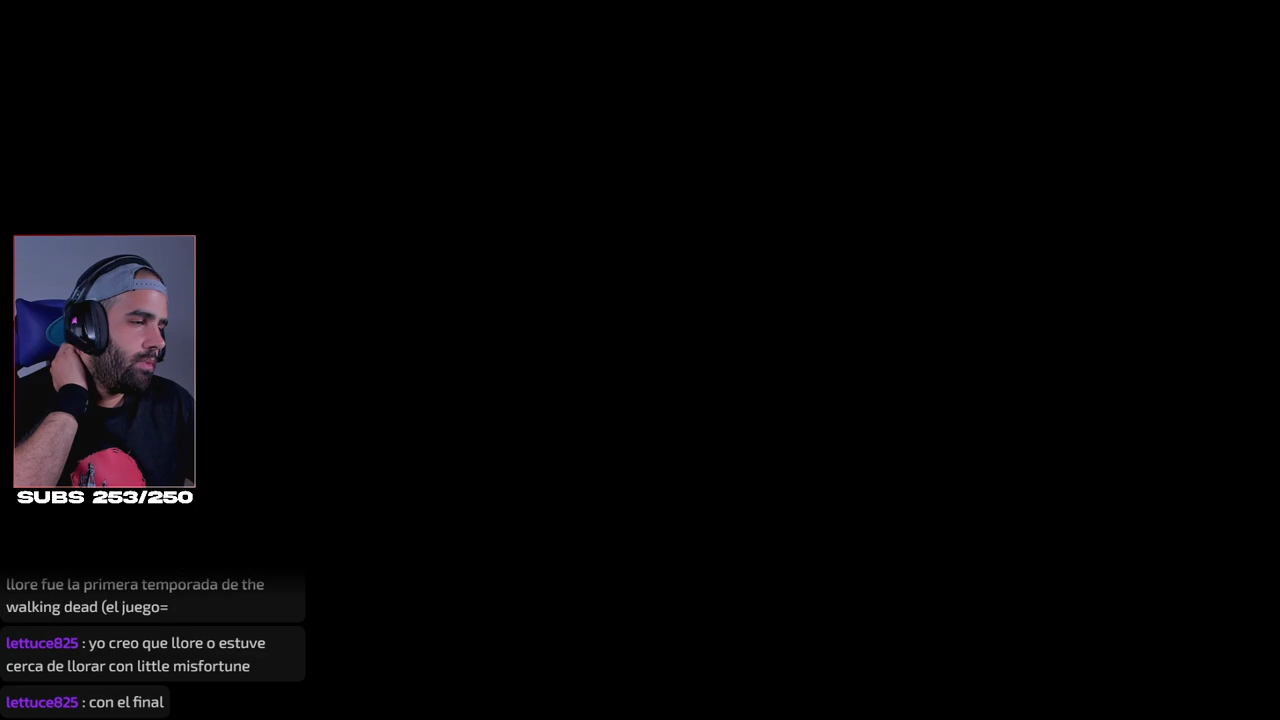 SUBS 253/250
llore fue la primera temporada de the
walking dead (el juego=
lettuce825 : yo creo que llore o estuve
cerca de llorar con little misfortune
lettuce825 : con el final